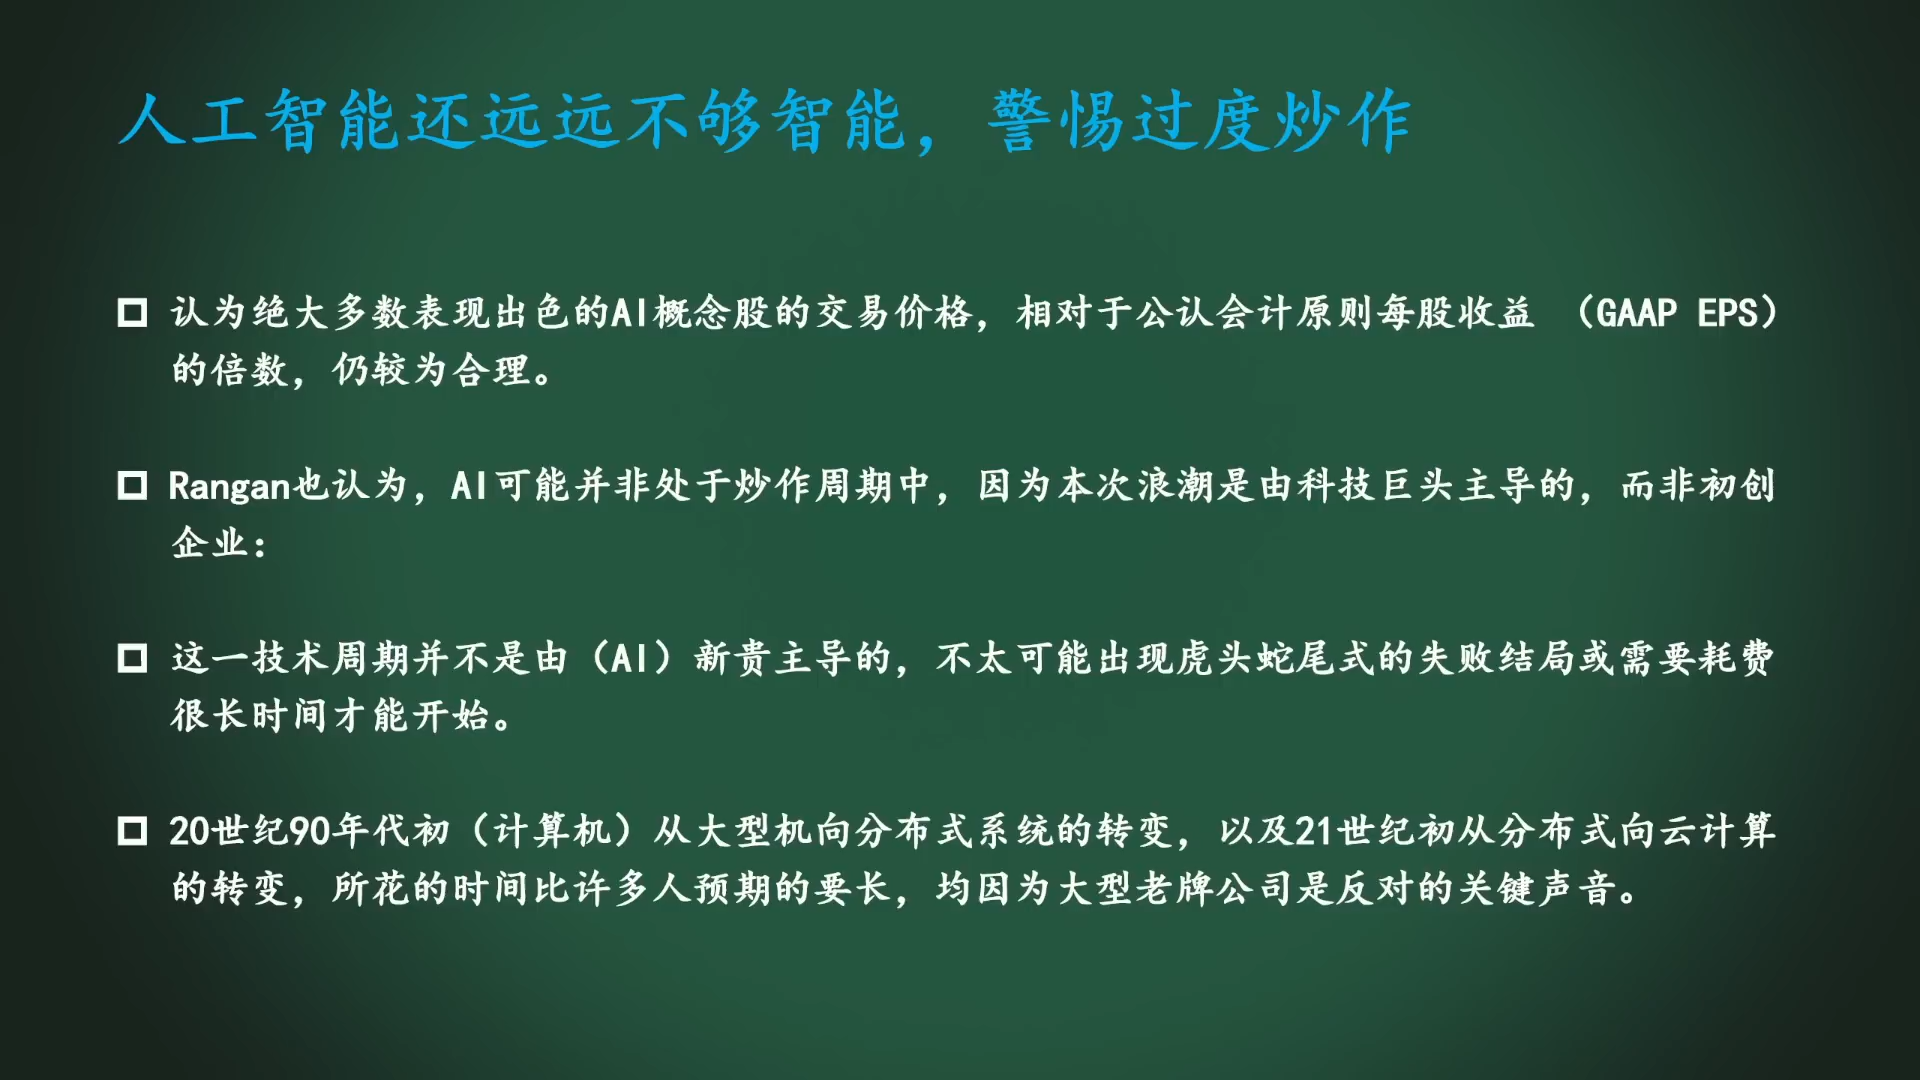 人工智能还远远不够智能，警惕过度炒作
认为绝大多数表现出色的AI概念股的交易价格，相对于公认会计原则每股收益 （GAAP EPS）
的倍数，仍较为合理。
Rangan也认为，AI可能并非处于炒作周期中，因为本次浪潮是由科技巨头主导的，而非初创
企业：
这一技术周期并不是由（AI）新贵主导的，不太可能出现虎头蛇尾式的失败结局或需要耗费
很长时间才能开始。
20世纪90年代初（计算机）从大型机向分布式系统的转变，以及21世纪初从分布式向云计算
的转变，所花的时间比许多人预期的要长，均因为大型老牌公司是反对的关键声音。